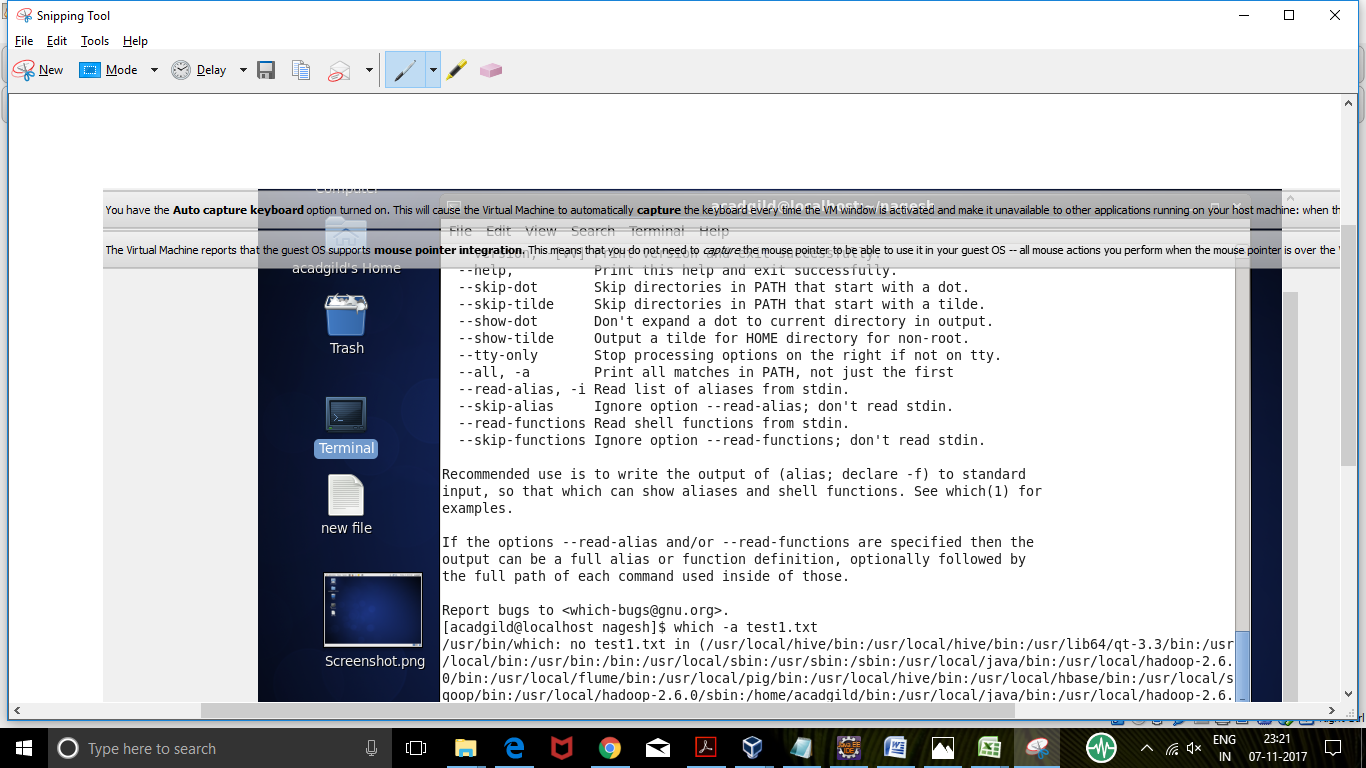 Snipping Tool
File Edit Tools Help
New Mode Delay
Computer
You have the Auto capture keyboard option turned on. This will cause the Virtual Machine to automatically capture the keyboard every time the VM window is activated and make it unavailable to other applications running on your host machine: when th
acadgild@localhost:~/nagesh
File Edit View Search Terminal Help
The Virtual Machine reports that the guest OS supports mouse pointer integration. This means that you do not need to capture the mouse pointer to be able to use it in your guest OS -- all mouse actions you perform when the mouse pointer is over the
--version, -[vV] Print version and exit successfully.
acadgild's Home
--help, Print this help and exit successfully.
--skip-dot Skip directories in PATH that start with a dot.
--skip-tilde Skip directories in PATH that start with a tilde.
--show-dot Don't expand a dot to current directory in output.
--show-tilde Output a tilde for HOME directory for non-root.
--tty-only Stop processing options on the right if not on tty.
--all, -a Print all matches in PATH, not just the first
--read-alias, -i Read list of aliases from stdin.
--skip-alias Ignore option --read-alias; don't read stdin.
--read-functions Read shell functions from stdin.
--skip-functions Ignore option --read-functions; don't read stdin.
Recommended use is to write the output of (alias; declare -f) to standard
input, so that which can show aliases and shell functions. See which(1) for
examples.
If the options --read-alias and/or --read-functions are specified then the
output can be a full alias or function definition, optionally followed by
the full path of each command used inside of those.
Report bugs to <which-bugs@gnu.org>.
[acadgild@localhost nagesh]$ which -a test1.txt
/usr/bin/which: no test1.txt in (/usr/local/hive/bin:/usr/local/hive/bin:/usr/lib64/qt-3.3/bin:/usr
/local/bin:/usr/bin:/bin:/usr/local/sbin:/usr/sbin:/sbin:/usr/local/java/bin:/usr/local/hadoop-2.6.
0/bin:/usr/local/flume/bin:/usr/local/pig/bin:/usr/local/hive/bin:/usr/local/hbase/bin:/usr/local/s
qoop/bin:/usr/local/hadoop-2.6.0/sbin:/home/acadgild/bin:/usr/local/java/bin:/usr/local/hadoop-2.6.
Trash
Terminal
new file
Screenshot.png
Type here to search
ENG
IN
23:21
07-11-2017